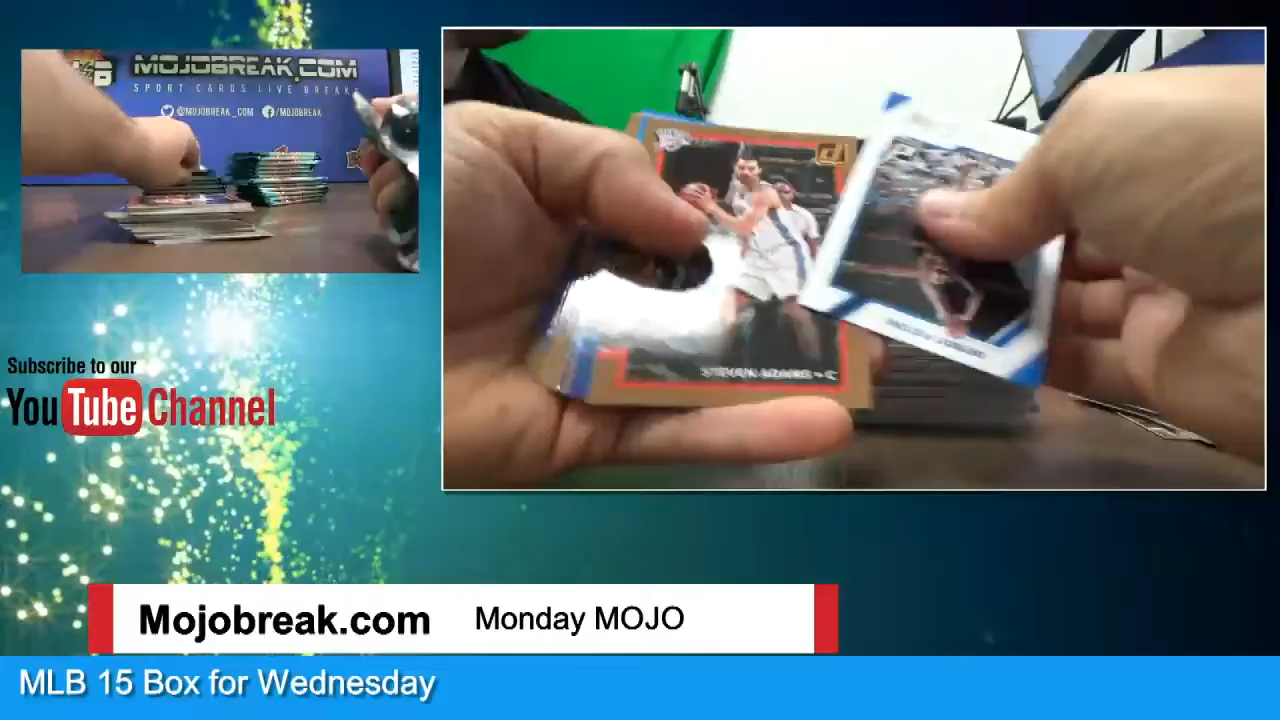 MOJOBREAK.COM
SPORT CARDS LIVE BREAKS
@MOJOBREAK_COM /MOJOBREAK
STEVEN ADAMS • C
Subscribe to our
YouTube Channel
Mojobreak.com Monday MOJO
MLB 15 Box for Wednesday